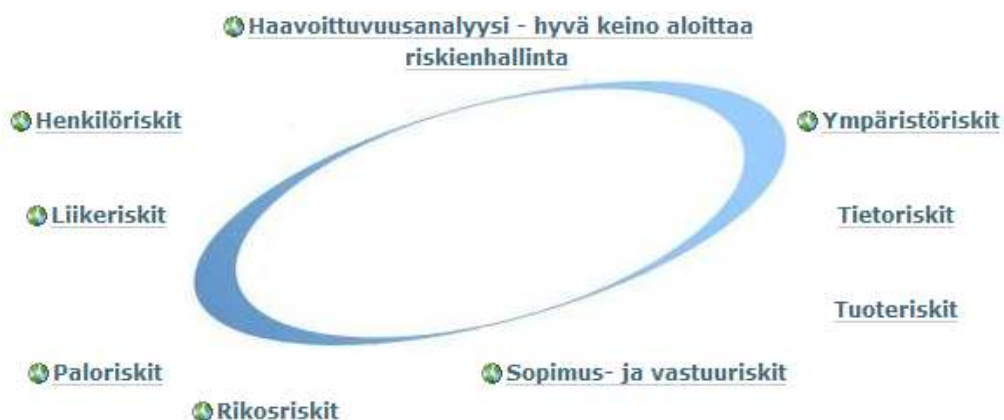 Haavoittuvuusanalyysi - hyvä keino aloittaa
riskienhallinta
Henkilöriskit
Ympäristöriskit
Liikeriskit
Tietoriskit
Tuoteriskit
Paloriskit
Sopimus- ja vastuuriskit
Rikosriskit